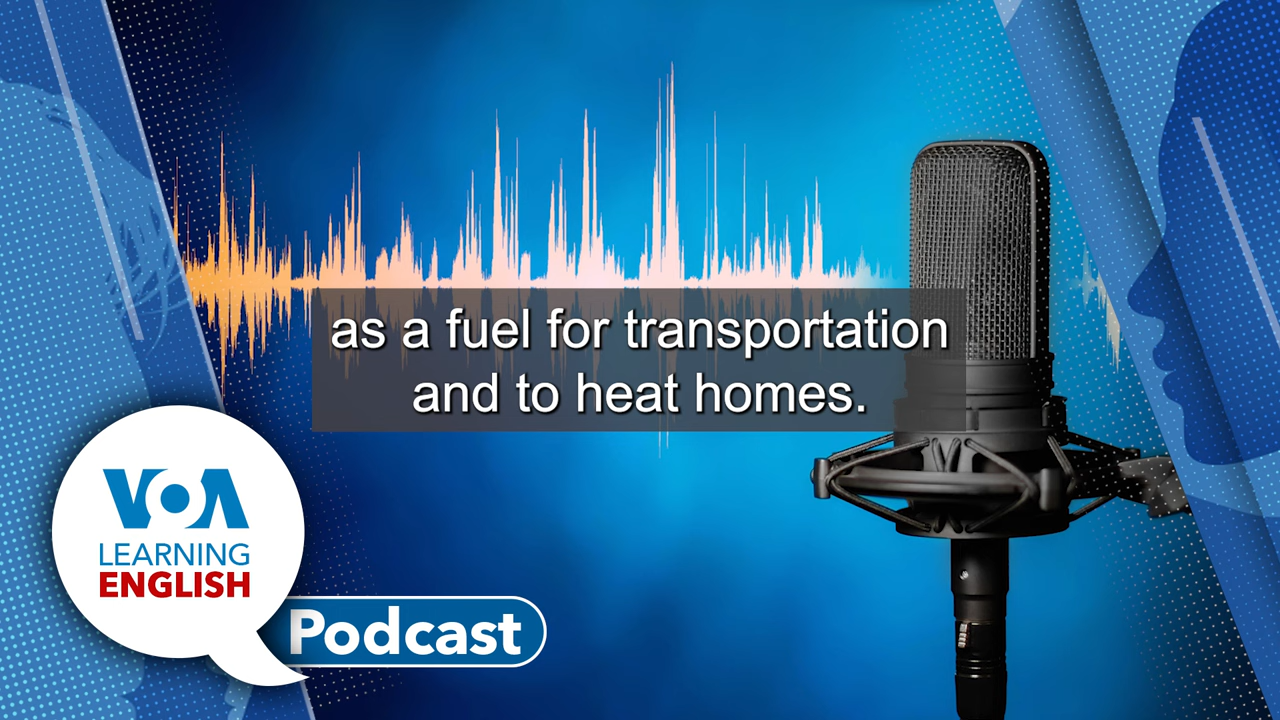 as a fuel for transportation
and to heat homes.
VOA
LEARNING
ENGLISH
Podcast